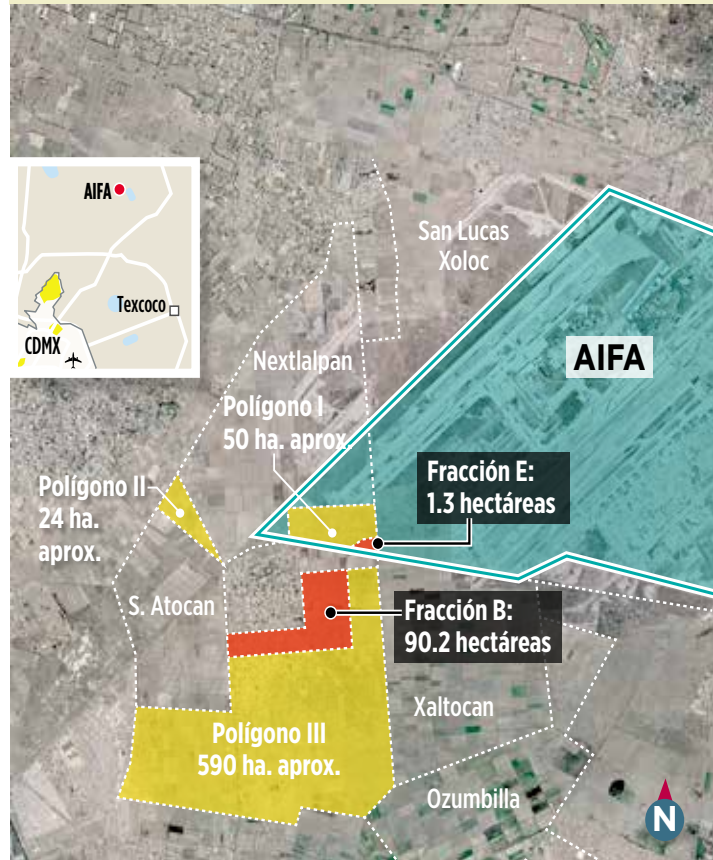 AIFA
Texcoco
CDMX
San Lucas
Xoloc
AIFA
Nextlalpan
Polígono I
50 ha. aprox.
Polígono II
24 ha.
aprox.
Fracción E:
1.3 hectáreas
S. Atocan
Fracción B:
90.2 hectáreas
Xaltocan
Polígono III
590 ha. aprox.
Ozumbilla
N